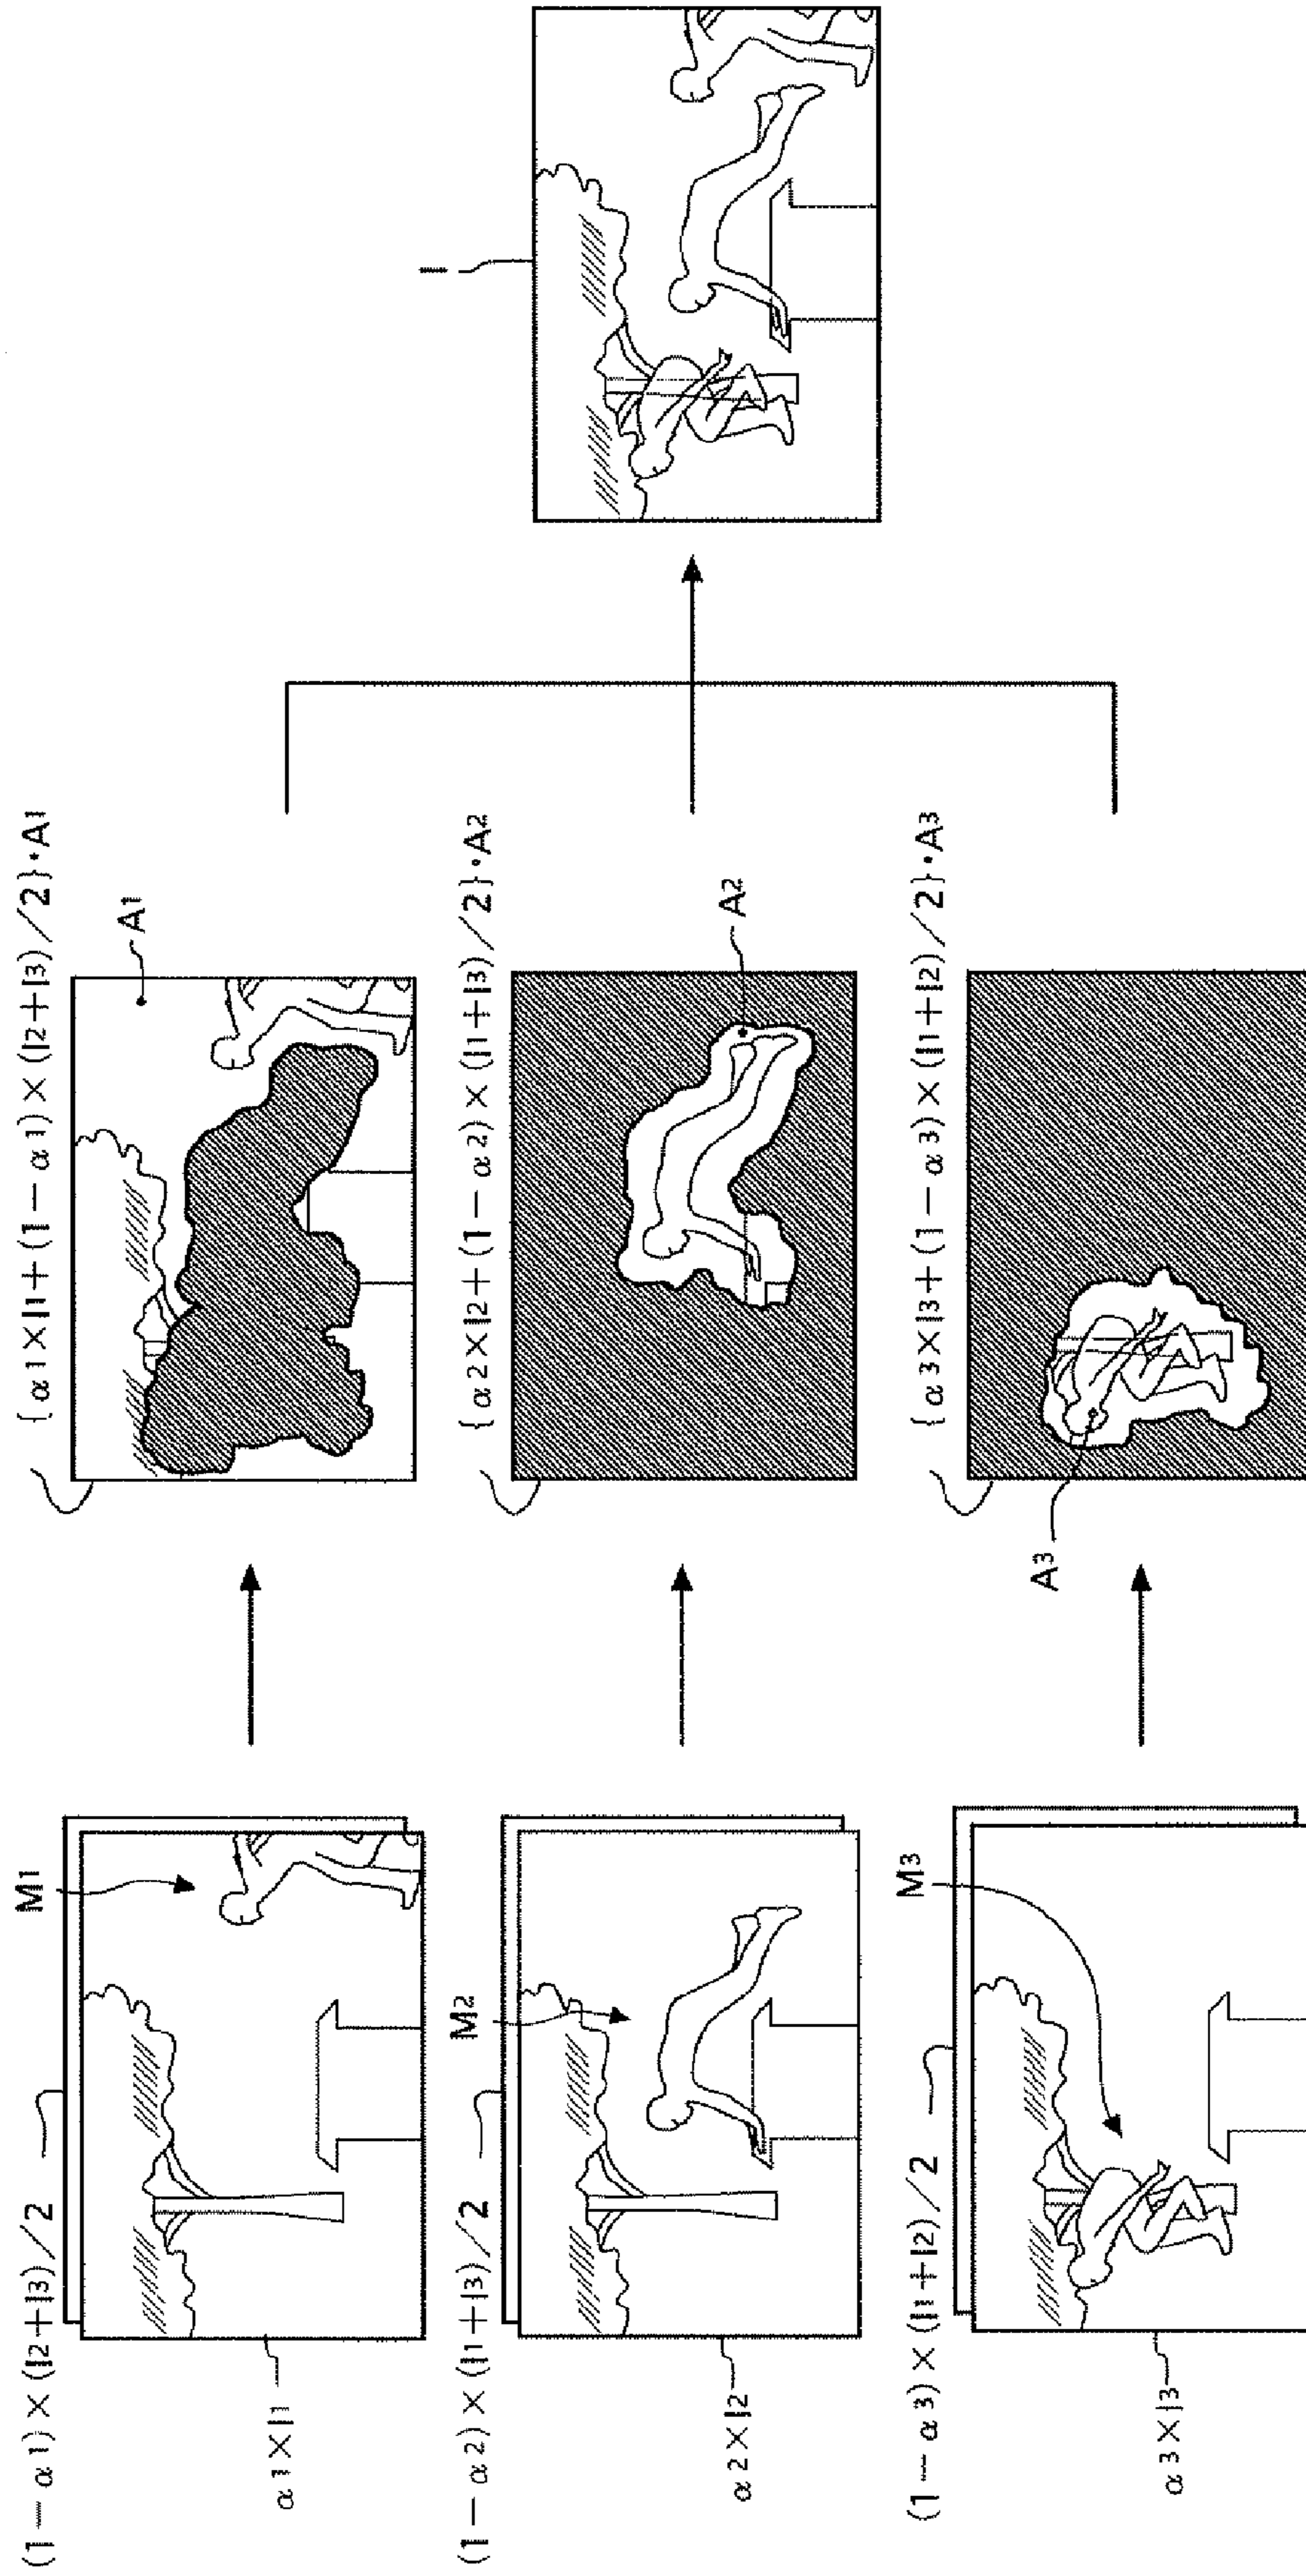 (1-α1)×(I2+I3)/2
M1
α1×I1
{α1×I1+(1-α1)×(I2+I3)/2}・A1
A1
(1-α2)×(I1+I3)/2
M2
α2×I2
{α2×I2+(1-α2)×(I1+I3)/2}・A2
A2
I
(1-α3)×(I1+I2)/2
M3
α3×I3
{α3×I3+(1-α3)×(I1+I2)/2}・A3
A3